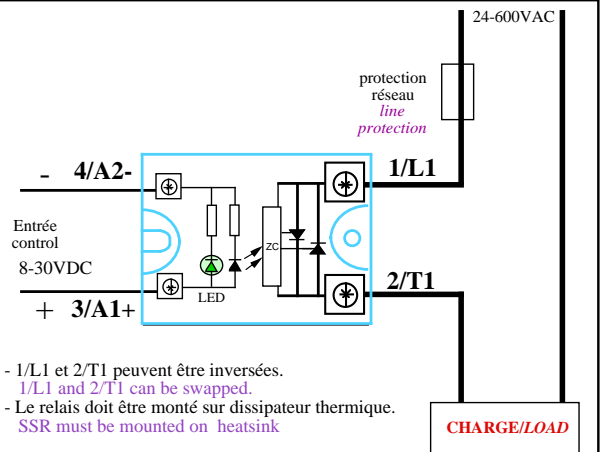 24-600VAC
protection
réseau
line
protection
1/L1
- 4/A2-
Entrée
control
8-30VDC
+ 3/A1+
LED
ZC
2/T1
- 1/L1 et 2/T1 peuvent être inversées.
1/L1 and 2/T1 can be swapped.
- Le relais doit être monté sur dissipateur thermique.
SSR must be mounted on heatsink
CHARGE/LOAD